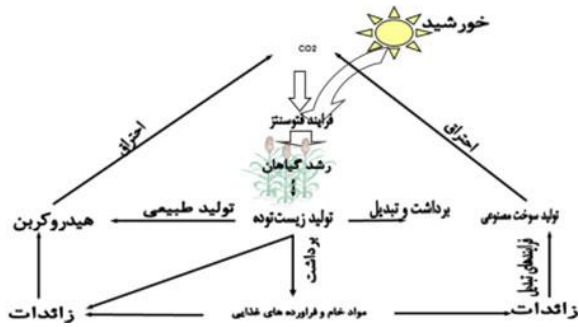 خورشید
CO2
فرایند فتوسنتز
احتراق
احتراق
رشد گیاهان
تولید سوخت مصنوعی
برداشت و تبدیل
تولید زیست‌توده
تولید طبیعی
هیدروکربن
برداشت
فرایندهای تبدیل
زائدات
مواد خام و فراورده های غذایی
زائدات